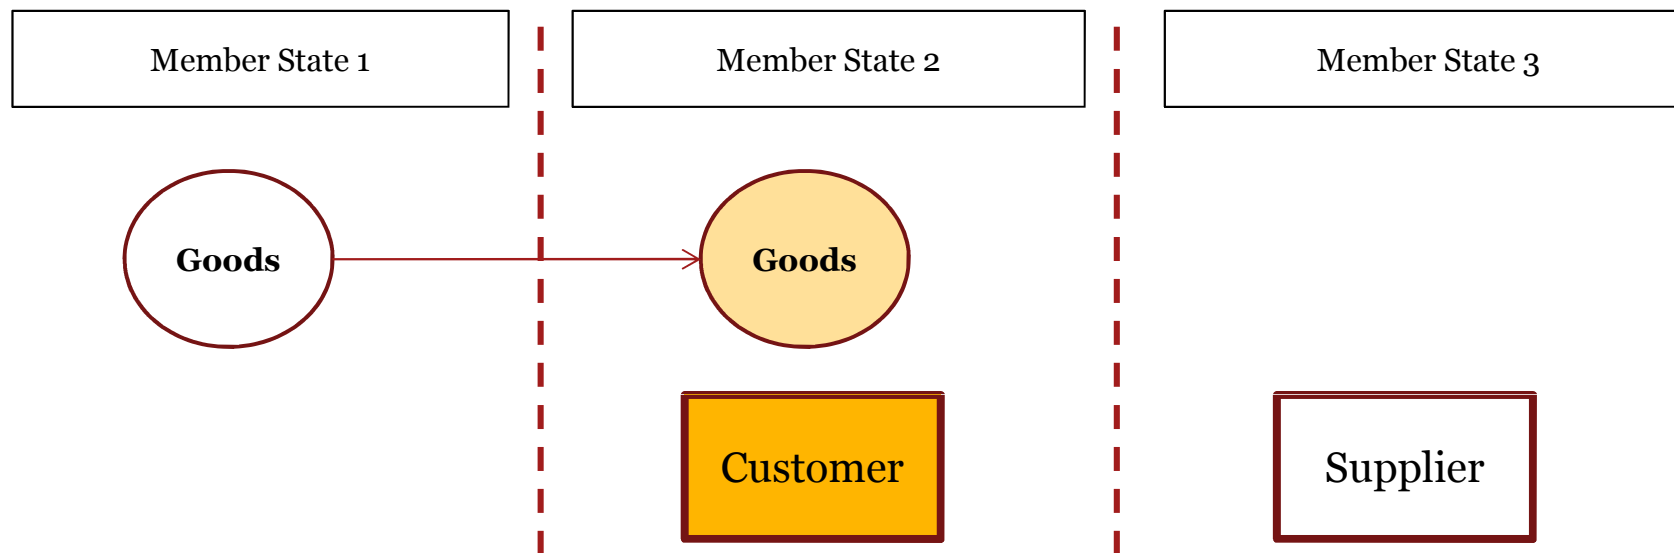 Member State 1
Member State 2
Member State 3
Goods
Goods
Customer
Supplier